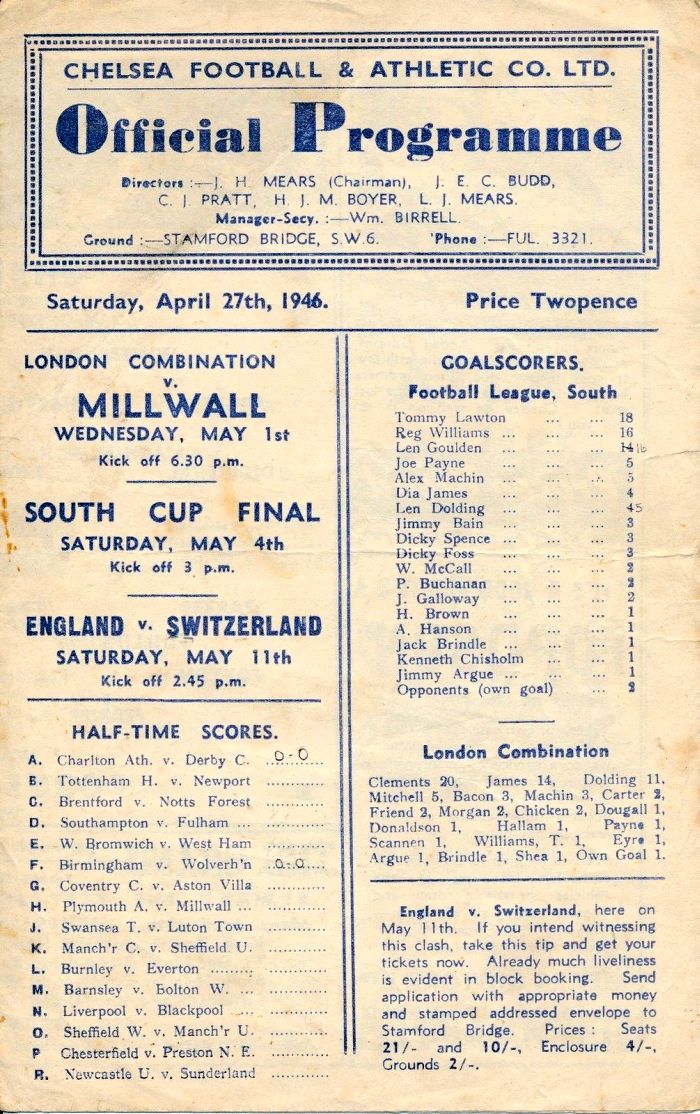 CHELSEA FOOTBALL & ATHLETIC CO. LTD.
Official Programme
Directors :—J. H. MEARS (Chairman), J. E. C. BUDD,
C. J. PRATT, H. J. M. BOYER, L. J. MEARS.
Manager-Secy. :—Wm. BIRRELL.
Ground :—STAMFORD BRIDGE, S.W.6. 'Phone :—FUL. 3321.
Saturday, April 27th, 1946. Price Twopence
LONDON COMBINATION
v.
MILLWALL
WEDNESDAY, MAY 1st
Kick off 6.30 p.m.
SOUTH CUP FINAL
SATURDAY, MAY 4th
Kick off 3 p.m.
ENGLAND v. SWITZERLAND
SATURDAY, MAY 11th
Kick off 2.45 p.m.
HALF-TIME SCORES.
A. Charlton Ath. v. Derby C. 0-0
B. Tottenham H. v. Newport ............
C. Brentford v. Notts Forest ............
D. Southampton v. Fulham ... ............
E. W. Bromwich v. West Ham ............
F. Birmingham v. Wolverh'n 0-0
G. Coventry C. v. Aston Villa ............
H. Plymouth A. v. Millwall ... ............
J. Swansea T. v. Luton Town ............
K. Manch'r C. v. Sheffield U. ............
L. Burnley v. Everton ......... ............
M. Barnsley v. Bolton W. ... ............
N. Liverpool v. Blackpool ... ............
O. Sheffield W. v. Manch'r U. ............
P Chesterfield v. Preston N. E. ............
R. Newcastle U. v. Sunderland ............
GOALSCORERS.
Football League, South
Tommy Lawton ... ... 18
Reg Williams ... ... ... 16
Len Goulden ... ... ... 14 16
Joe Payne ... ... ... 5
Alex Machin ... ... ... 5
Dia James ... ... ... 4
Len Dolding ... ... ... 4 5
Jimmy Bain ... ... ... 3
Dicky Spence ... ... ... 3
Dicky Foss ... ... ... 3
W. McCall ... ... ... 2
P. Buchanan ... ... ... 2
J. Galloway ... ... ... 2
H. Brown ... ... ... 1
A. Hanson ... ... ... 1
Jack Brindle ... ... ... 1
Kenneth Chisholm ... ... 1
Jimmy Argue ... ... ... 1
Opponents (own goal) ... 2
London Combination
Clements 20, James 14, Dolding 11,
Mitchell 5, Bacon 3, Machin 3, Carter 2,
Friend 2, Morgan 2, Chicken 2, Dougall 1,
Donaldson 1, Hallam 1, Payne 1,
Scannen 1, Williams, T. 1, Eyre 1,
Argue 1, Brindle 1, Shea 1, Own Goal 1.
England v. Switzerland, here on
May 11th. If you intend witnessing
this clash, take this tip and get your
tickets now. Already much liveliness
is evident in block booking. Send
application with appropriate money
and stamped addressed envelope to
Stamford Bridge. Prices : Seats
21/- and 10/-, Enclosure 4/-,
Grounds 2/-.